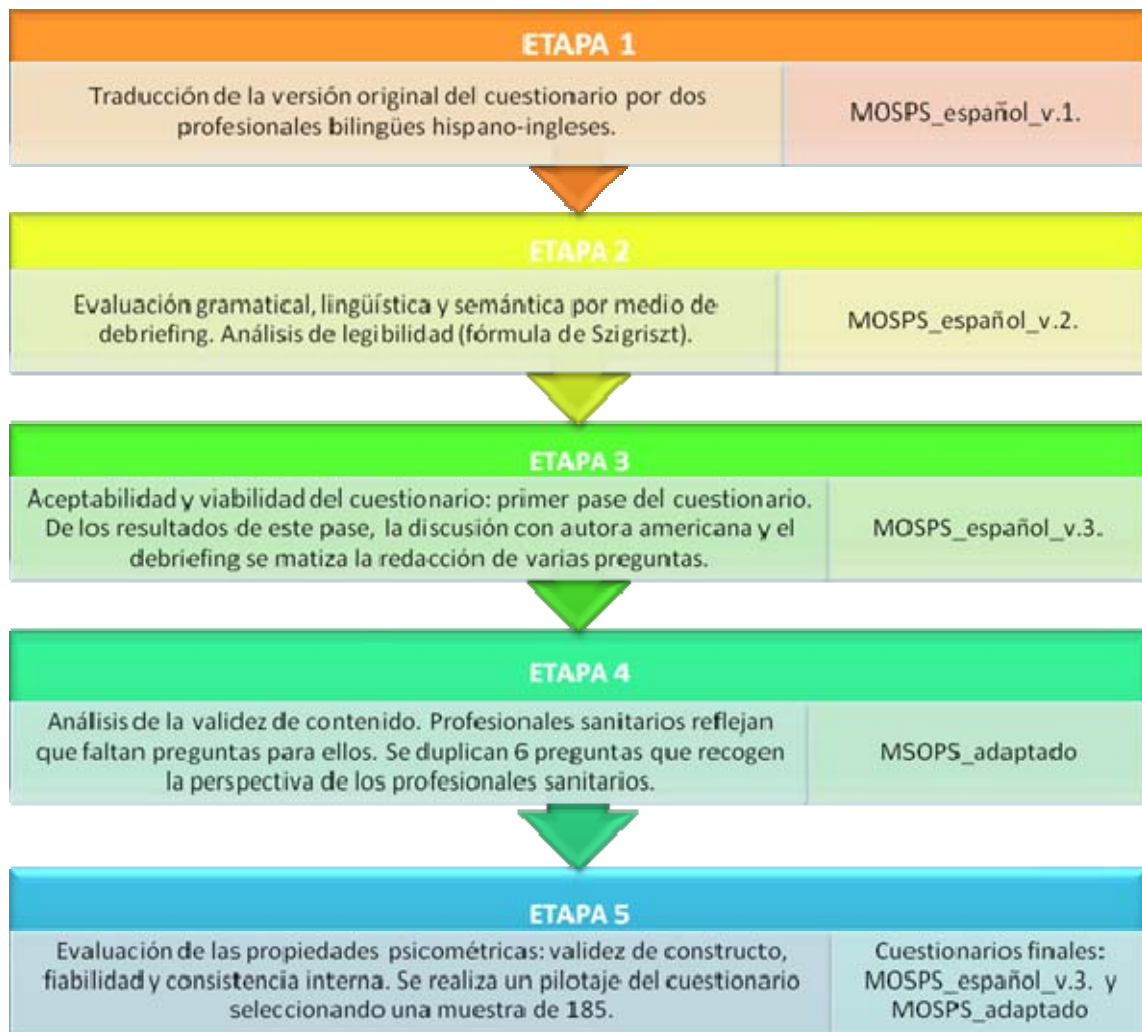 ETAPA 1
Traducción de la versión original del cuestionario por dos
profesionales bilingües hispano-ingleses.
MOSPS_español_v.1.
ETAPA 2
Evaluación gramatical, lingüística y semántica por medio de
debriefing. Análisis de legibilidad (fórmula de Szigriszt).
MOSPS_español_v.2.
ETAPA 3
Aceptabilidad y viabilidad del cuestionario: primer pase del cuestionario.
De los resultados de este pase, la discusión con autora americana y el
debriefing se matiza la redacción de varias preguntas.
MOSPS_español_v.3.
ETAPA 4
Análisis de la validez de contenido. Profesionales sanitarios reflejan
que faltan preguntas para ellos. Se duplican 6 preguntas que recogen
la perspectiva de los profesionales sanitarios.
MSOPS_adaptado
ETAPA 5
Evaluación de las propiedades psicométricas: validez de constructo,
fiabilidad y consistencia interna. Se realiza un pilotaje del cuestionario
seleccionando una muestra de 185.
Cuestionarios finales:
MOSPS_español_v.3. y
MOSPS_adaptado